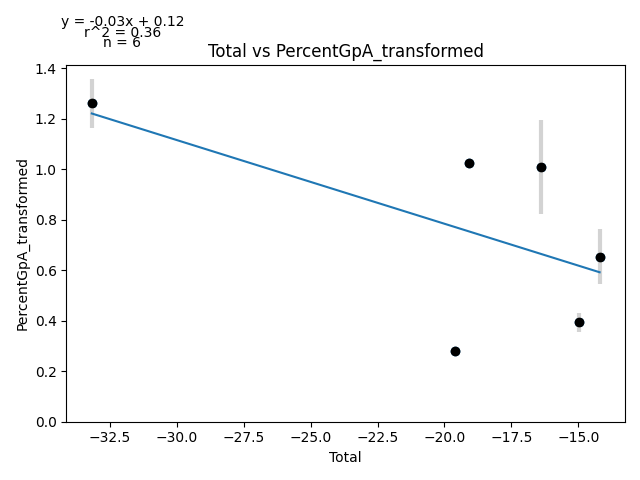 y = -0.03x + 0.12
r^2 = 0.36
n = 6
Total vs PercentGpA_transformed
1.4
1.2
1.0
0.8
0.6
0.4
0.2
0.0
PercentGpA_transformed
−32.5 −30.0 −27.5 −25.0 −22.5 −20.0 −17.5 −15.0
Total